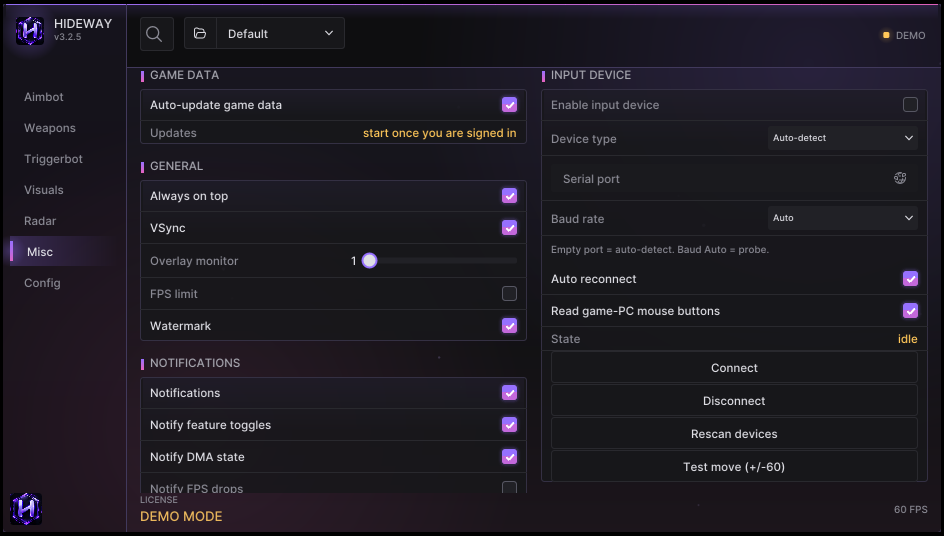 HIDEWAY
v3.2.5
Default
DEMO
Aimbot
Weapons
Triggerbot
Visuals
Radar
Misc
Config
GAME DATA
Auto-update game data
Updates start once you are signed in
GENERAL
Always on top
VSync
Overlay monitor 1
FPS limit
Watermark
NOTIFICATIONS
Notifications
Notify feature toggles
Notify DMA state
Notify FPS drops
INPUT DEVICE
Enable input device
Device type Auto-detect
Serial port
Baud rate Auto
Empty port = auto-detect. Baud Auto = probe.
Auto reconnect
Read game-PC mouse buttons
State idle
Connect
Disconnect
Rescan devices
Test move (+/-60)
LICENSE
DEMO MODE
60 FPS